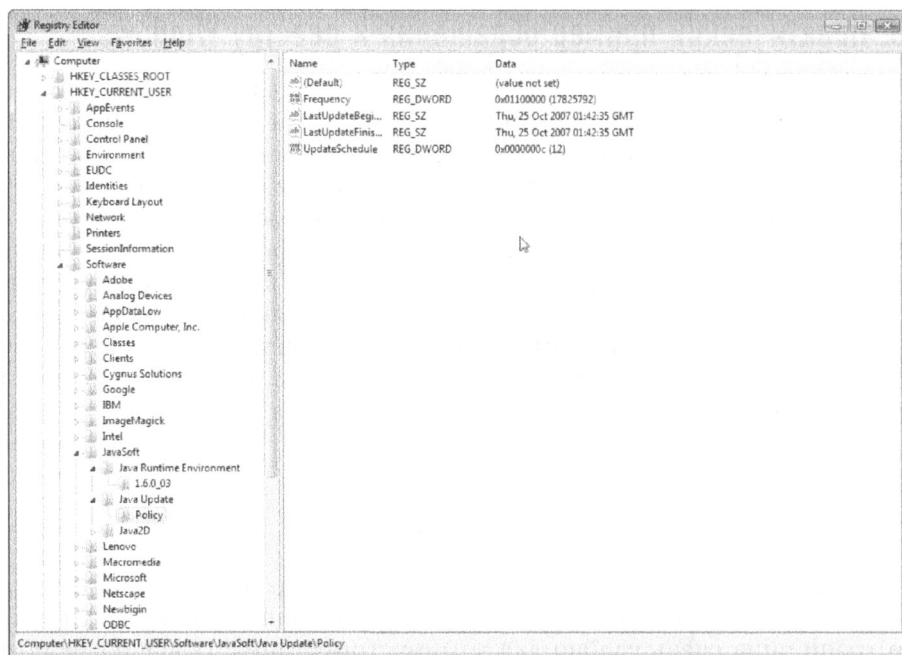 Registry Editor
File Edit View Favorites Help
Computer
HKEY_CLASSES_ROOT
HKEY_CURRENT_USER
AppEvents
Console
Control Panel
Environment
EUDC
Identities
Keyboard Layout
Network
Printers
SessionInformation
Software
Adobe
Analog Devices
AppDataLow
Apple Computer, Inc.
Classes
Clients
Cygnus Solutions
Google
IBM
ImageMagick
Intel
JavaSoft
Java Runtime Environment
1.6.0_03
Java Update
Policy
Java2D
Lenovo
Macromedia
Microsoft
Netscape
Newbigin
ODBC
Name Type Data
(Default) REG_SZ (value not set)
Frequency REG_DWORD 0x01100000 (17825792)
LastUpdateBegi... REG_SZ Thu, 25 Oct 2007 01:42:35 GMT
LastUpdateFinis... REG_SZ Thu, 25 Oct 2007 01:42:35 GMT
UpdateSchedule REG_DWORD 0x0000000c (12)
Computer\HKEY_CURRENT_USER\Software\JavaSoft\Java Update\Policy